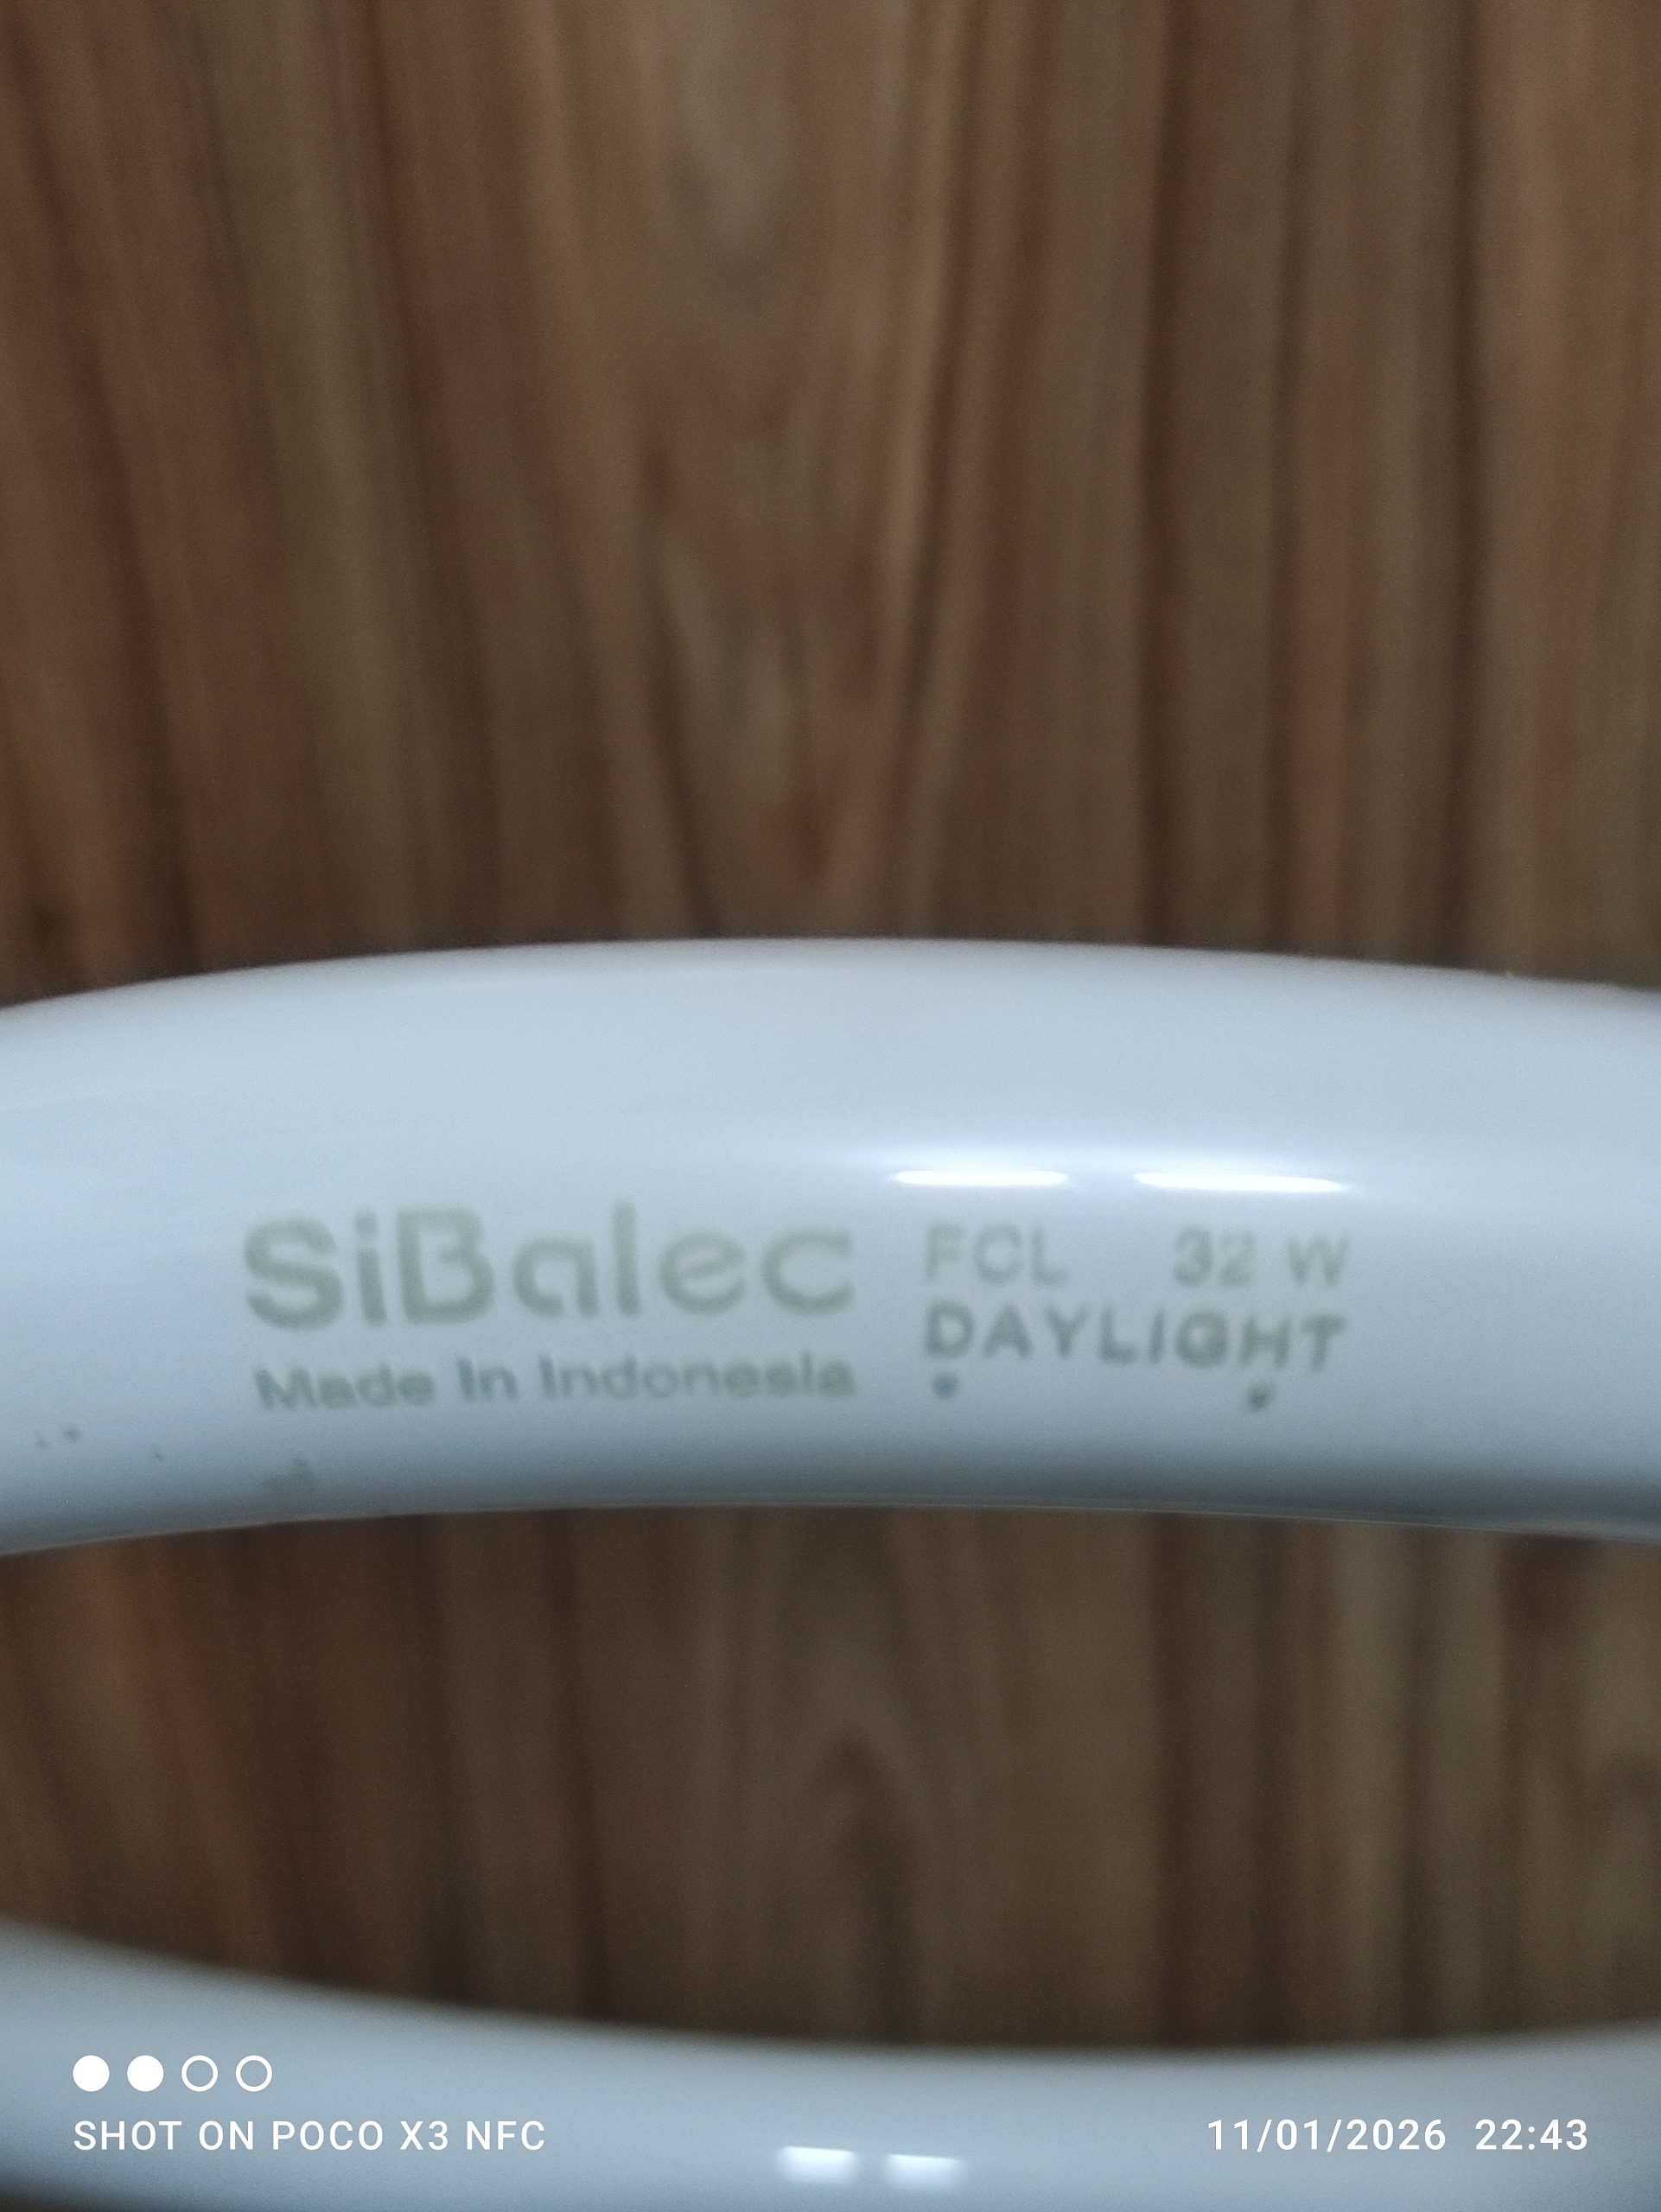 SiBalec
Made In Indonesia
FCL 32 W
DAYLIGHT
SHOT ON POCO X3 NFC
11/01/2026 22:43